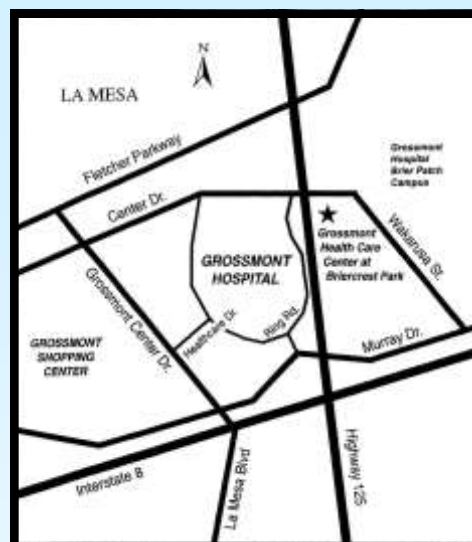 N
LA MESA
Fletcher Parkway
Grossmont
Hospital
Brier Patch
Campus
Center Dr.
Wakarusa St.
Grossmont
Health Care
Center at
Briercrest Park
GROSSMONT
HOSPITAL
Grossmont Center Dr.
Healthcare Dr.
Ring Rd.
Murray Dr.
GROSSMONT
SHOPPING
CENTER
Interstate 8
La Mesa Blvd
Highway 125